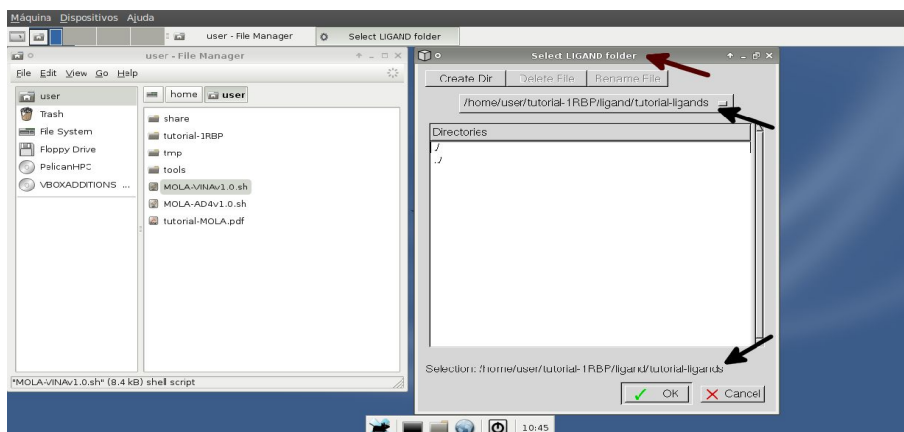 Máquina Dispositivos Ajuda
user - File Manager
Select LIGAND folder
user - File Manager
File Edit View Go Help
home user
user
Trash
File System
Floppy Drive
PelicanHPC
VBOXADDITIONS ...
share
tutorial-1RBP
tmp
tools
MOLA-VINAv1.0.sh
MOLA-AD4v1.0.sh
tutorial-MOLA.pdf
"MOLA-VINAv1.0.sh" (8.4 kB) shell script
Select LIGAND folder
Create Dir Delete File Rename File
/home/user/tutorial-1RBP/ligand/tutorial-ligands
Directories
./
../
Selection: /home/user/tutorial-1RBP/ligand/tutorial-ligands
OK Cancel
10:45